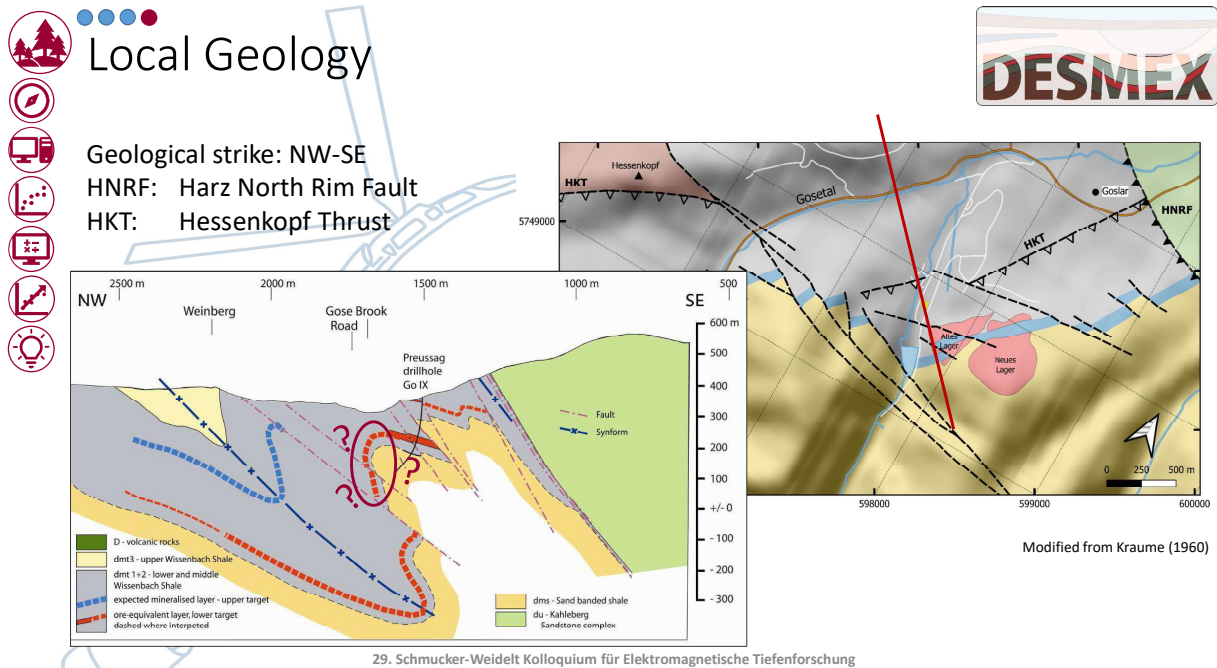 Local Geology
DESMEX
Geological strike: NW-SE
HNRF: Harz North Rim Fault
HKT: Hessenkopf Thrust
Hessenkopf
HKT
Gosetal
Goslar
HNRF
HKT
5749000
Altes
Lager
Neues
Lager
0 250 500 m
598000 599000 600000
Modified from Kraume (1960)
2500 m 2000 m 1500 m 1000 m 500
NW SE
Weinberg
Gose Brook
Road
Preussag
drillhole
Go IX
600 m
500
400
300
200
100
+/- 0
- 100
- 200
- 300
Fault
Synform
? ? ?
D - volcanic rocks
dmt3 - upper Wissenbach Shale
dmt 1+2 - lower and middle
Wissenbach Shale
expected mineralised layer - upper target
ore-equivalent layer, lower target
dashed where interpeted
dms - Sand banded shale
du - Kahleberg
Sandstone complex
29. Schmucker-Weidelt Kolloquium für Elektromagnetische Tiefenforschung